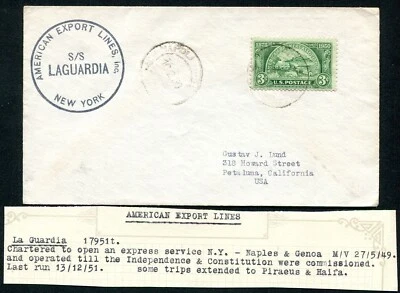 AMERICAN EXPORT LINES, Inc.
S/S
LAGUARDIA
NEW YORK
3¢
3¢
U.S. POSTAGE
Gustav J. Lund
210 Howard Street
Petaluma, California
USA
AMERICAN EXPORT LINES
La Guardia 17951t.
Chartered to open an express service N.Y. - Naples & Genoa M/V 27/5/49.
and operated till the Independence & Constitution were commissioned.
Last run 13/12/51. some trips extended to Piraeus & Haifa.